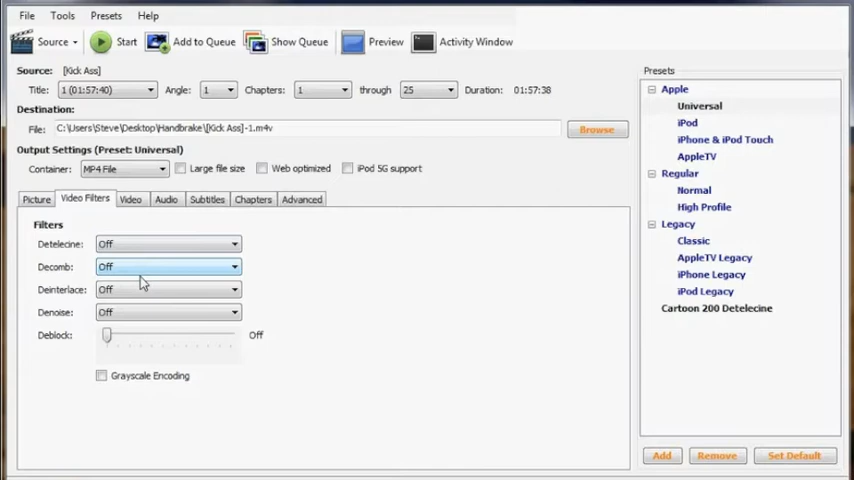 File Tools Presets Help
Source Start Add to Queue Show Queue Preview Activity Window
Source: [Kick Ass]
Title: 1 (01:57:40) Angle: 1 Chapters: 1 through 25 Duration: 01:57:38
Destination:
File: C:\Users\Steve\Desktop\Handbrake\[Kick Ass]-1.m4v Browse
Output Settings (Preset: Universal)
Container: MP4 File Large file size Web optimized iPod 5G support
Picture Video Filters Video Audio Subtitles Chapters Advanced
Filters
Detelecine: Off
Decomb: Off
Deinterlace: Off
Denoise: Off
Deblock: Off
Grayscale Encoding
Presets
Apple
Universal
iPod
iPhone & iPod Touch
AppleTV
Regular
Normal
High Profile
Legacy
Classic
AppleTV Legacy
iPhone Legacy
iPod Legacy
Cartoon 200 Detelecine
Add Remove Set Default